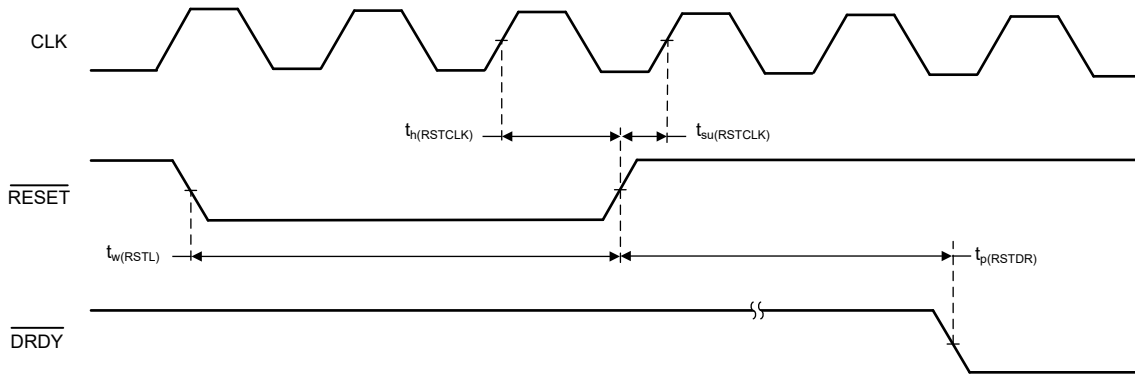 CLK
th(RSTCLK)
tsu(RSTCLK)
RESET
tw(RSTL)
tp(RSTDR)
DRDY